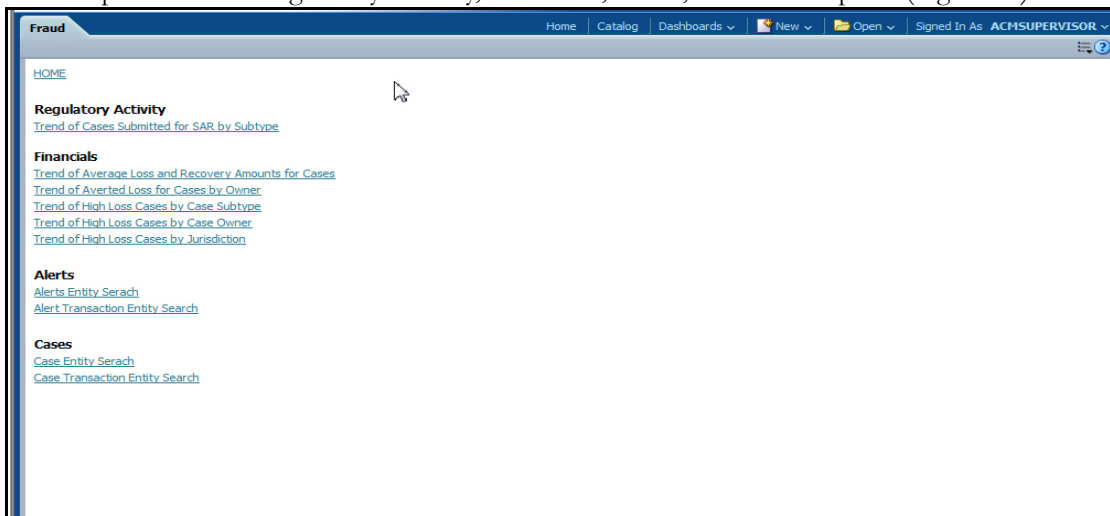 Fraud Home Catalog Dashboards New Open Signed In As ACMSUPERVISOR
HOME
Regulatory Activity
Trend of Cases Submitted for SAR by Subtype
Financials
Trend of Average Loss and Recovery Amounts for Cases
Trend of Averted Loss for Cases by Owner
Trend of High Loss Cases by Case Subtype
Trend of High Loss Cases by Case Owner
Trend of High Loss Cases by Jurisdiction
Alerts
Alerts Entity Serach
Alert Transaction Entity Search
Cases
Case Entity Serach
Case Transaction Entity Search